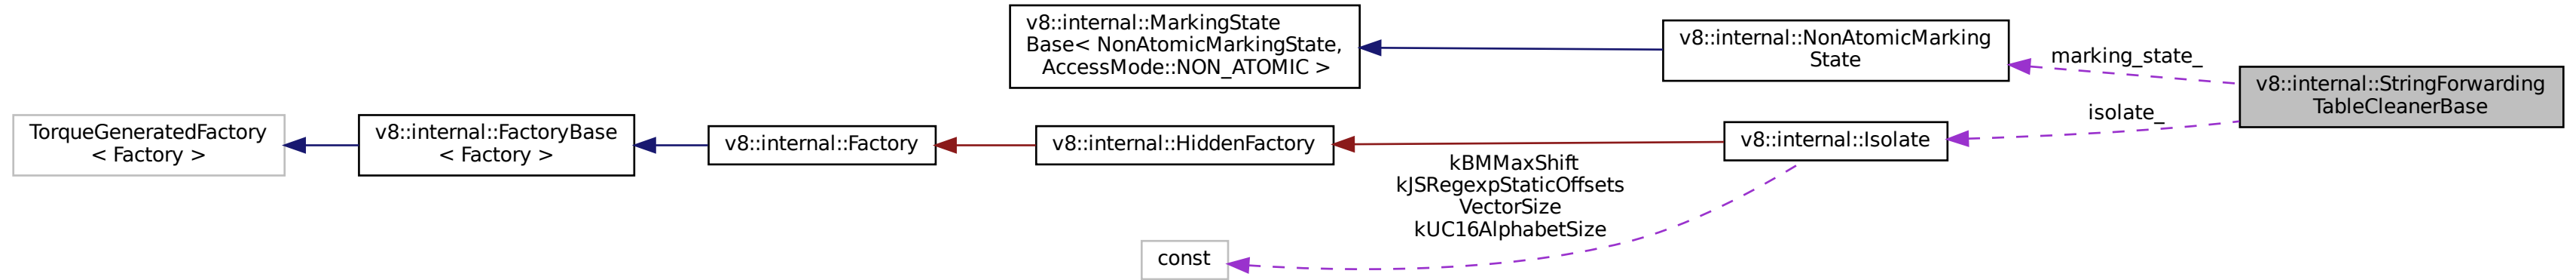 v8::internal::MarkingState
Base< NonAtomicMarkingState,
AccessMode::NON_ATOMIC >
v8::internal::NonAtomicMarking
State
marking_state_
v8::internal::StringForwarding
TableCleanerBase
isolate_
TorqueGeneratedFactory
< Factory >
v8::internal::FactoryBase
< Factory >
v8::internal::Factory
v8::internal::HiddenFactory
v8::internal::Isolate
kBMMaxShift
kJSRegexpStaticOffsets
VectorSize
kUC16AlphabetSize
const